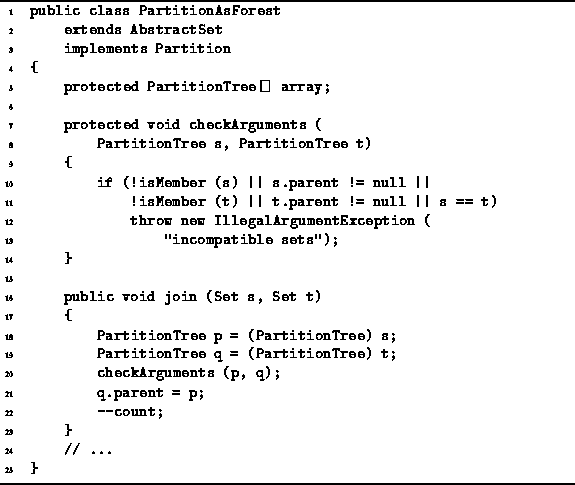 1 public class PartitionAsForest
2 extends AbstractSet
3 implements Partition
4 {
5 protected PartitionTree[] array;
6
7 protected void checkArguments (
8 PartitionTree s, PartitionTree t)
9 {
10 if (!isMember (s) || s.parent != null ||
11 !isMember (t) || t.parent != null || s == t)
12 throw new IllegalArgumentException (
13 "incompatible sets");
14 }
15
16 public void join (Set s, Set t)
17 {
18 PartitionTree p = (PartitionTree) s;
19 PartitionTree q = (PartitionTree) t;
20 checkArguments (p, q);
21 q.parent = p;
22 --count;
23 }
24 // ...
25 }